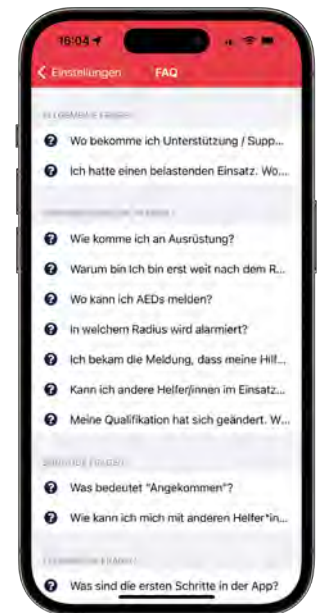 16:04
Einstellungen
FAQ
ALLGEMEINE FRAGEN
Wo bekomme ich Unterstützung / Supp...
Ich hatte einen belastenden Einsatz. Wo...
Wie komme ich an Ausrüstung?
Warum bin Ich bin erst weit nach dem R...
Wo kann ich AEDs melden?
In welchem Radius wird alarmiert?
Ich bekam die Meldung, dass meine Hilf...
Kann ich andere Helfer/innen im Einsatz...
Meine Qualifikation hat sich geändert. W...
Was bedeutet "Angekommen"?
Wie kann ich mich mit anderen Helfer*in...
Was sind die ersten Schritte in der App?